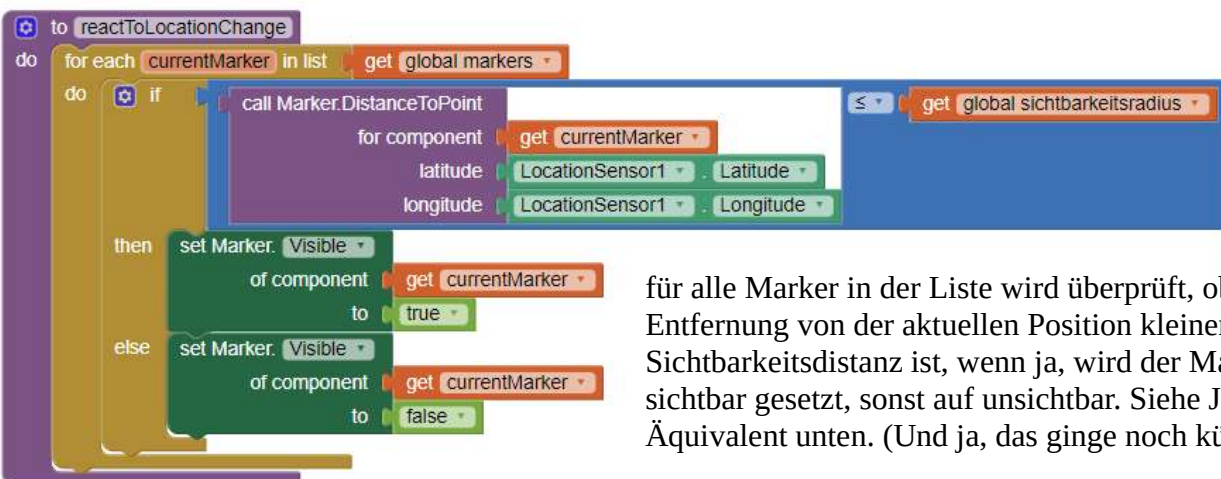 to reactToLocationChange
do for each currentMarker in list get global markers
do if call Marker.DistanceToPoint ≤ get global sichtbarkeitsradius
for component get currentMarker
latitude LocationSensor1 . Latitude
longitude LocationSensor1 . Longitude
then set Marker. Visible
of component get currentMarker
to true
else set Marker. Visible
of component get currentMarker
to false
für alle Marker in der Liste wird überprüft,
Entfernung von der aktuellen Position
Sichtbarkeitsdistanz ist, wenn ja, wird der
sichtbar gesetzt, sonst auf unsichtbar. Siehe
Äquivalent unten. (Und ja, das ginge noch